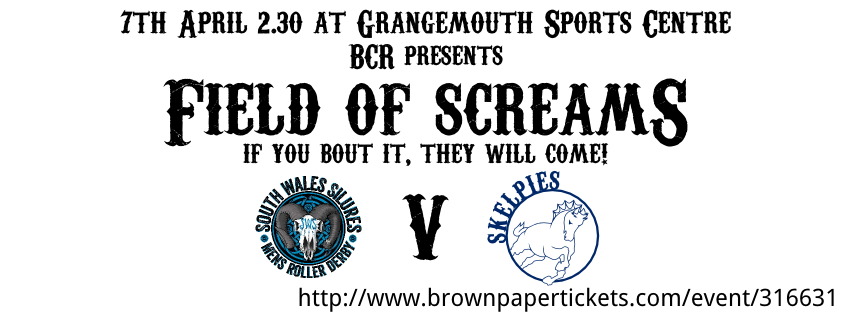 7th April 2.30 at Grangemouth Sports Centre
BCR presents
Field of screams
if you bout it, they will come!
SOUTH WALES SILURES
SWS
MENS ROLLER DERBY
V
SKELPIES
http://www.brownpapertickets.com/event/316631